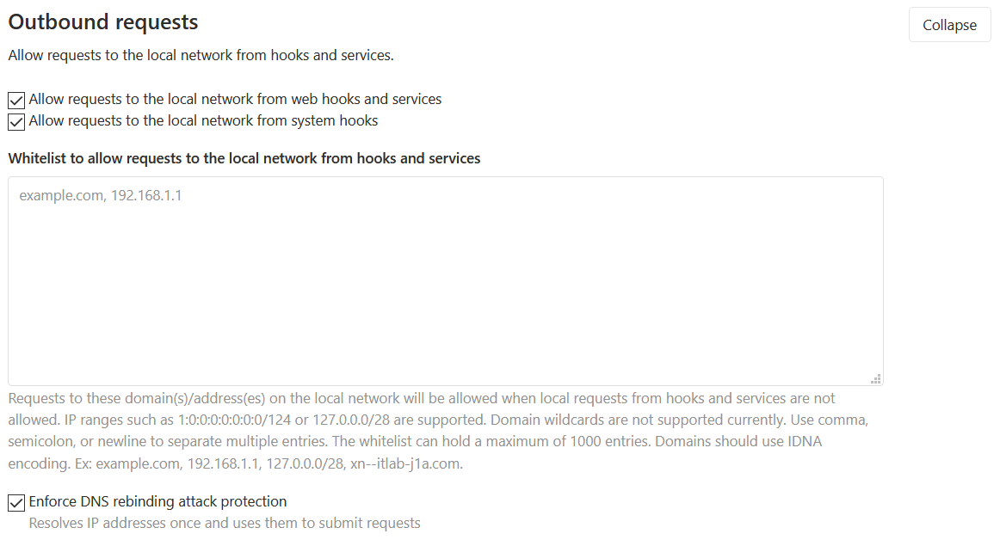 Outbound requests
Collapse
Allow requests to the local network from hooks and services.
Allow requests to the local network from web hooks and services
Allow requests to the local network from system hooks
Whitelist to allow requests to the local network from hooks and services
example.com, 192.168.1.1
Requests to these domain(s)/address(es) on the local network will be allowed when local requests from hooks and services are not
allowed. IP ranges such as 1:0:0:0:0:0:0:0/124 or 127.0.0.0/28 are supported. Domain wildcards are not supported currently. Use comma,
semicolon, or newline to separate multiple entries. The whitelist can hold a maximum of 1000 entries. Domains should use IDNA
encoding. Ex: example.com, 192.168.1.1, 127.0.0.0/28, xn--itlab-j1a.com.
Enforce DNS rebinding attack protection
Resolves IP addresses once and uses them to submit requests